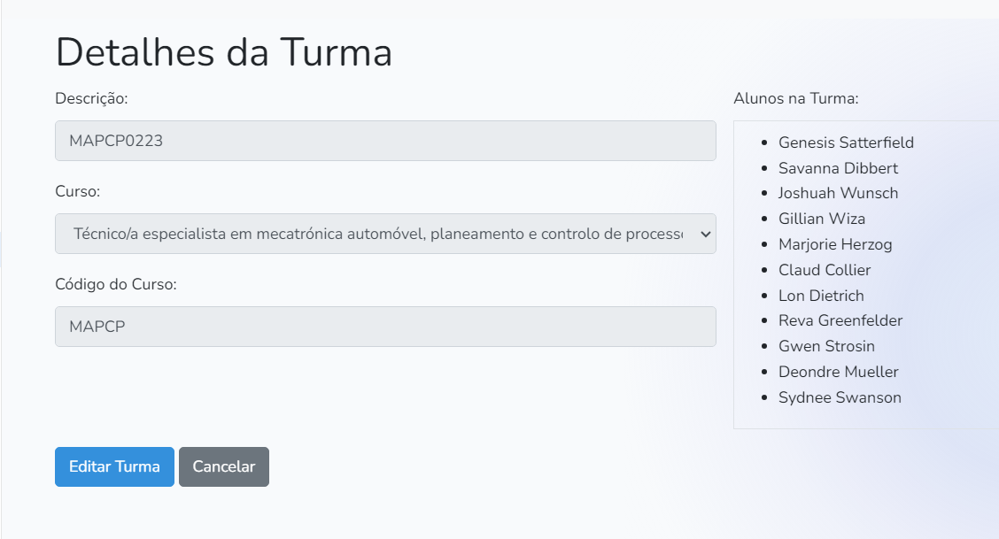 Detalhes da Turma
Descrição:
MAPCP0223
Curso:
Técnico/a especialista em mecatrónica automóvel, planeamento e controlo de
Código do Curso:
MAPCP
Alunos na Turma:
Genesis Satterfield
Savanna Dibbert
Joshuah Wunsch
Gillian Wiza
Marjorie Herzog
Claud Collier
Lon Dietrich
Reva Greenfelder
Gwen Strosin
Deondre Mueller
Sydnee Swanson
Editar Turma
Cancelar